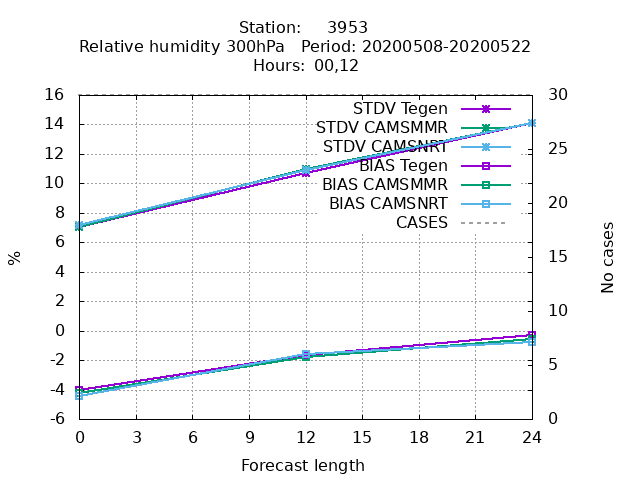 Station: 3953
Relative humidity 300hPa Period: 20200508-20200522
Hours: 00,12
16
14
12
10
8
6
4
2
0
-2
-4
-6
%
STDV Tegen
STDV CAMSMMR
STDV CAMSNRT
BIAS Tegen
BIAS CAMSMMR
BIAS CAMSNRT
CASES
30
25
20
15
10
5
0
No cases
0 3 6 9 12 15 18 21 24
Forecast length